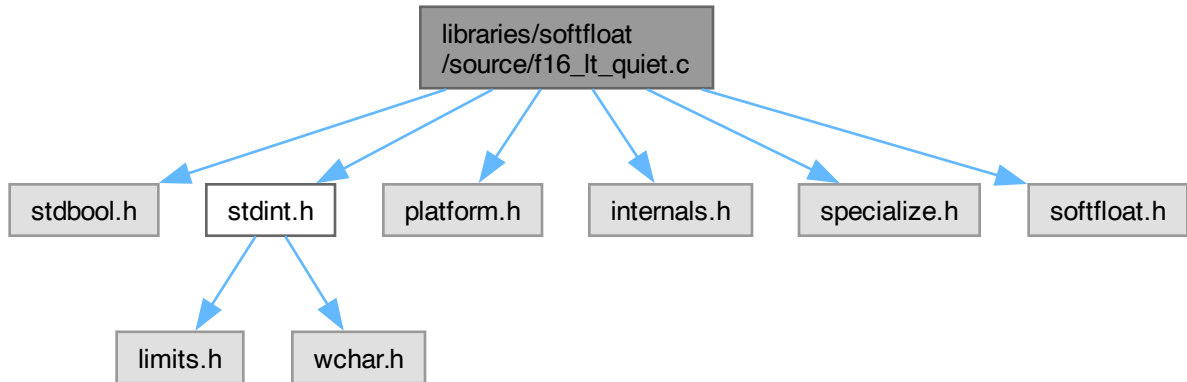 libraries/softfloat
/source/f16_lt_quiet.c
stdbool.h
stdint.h
platform.h
internals.h
specialize.h
softfloat.h
limits.h
wchar.h